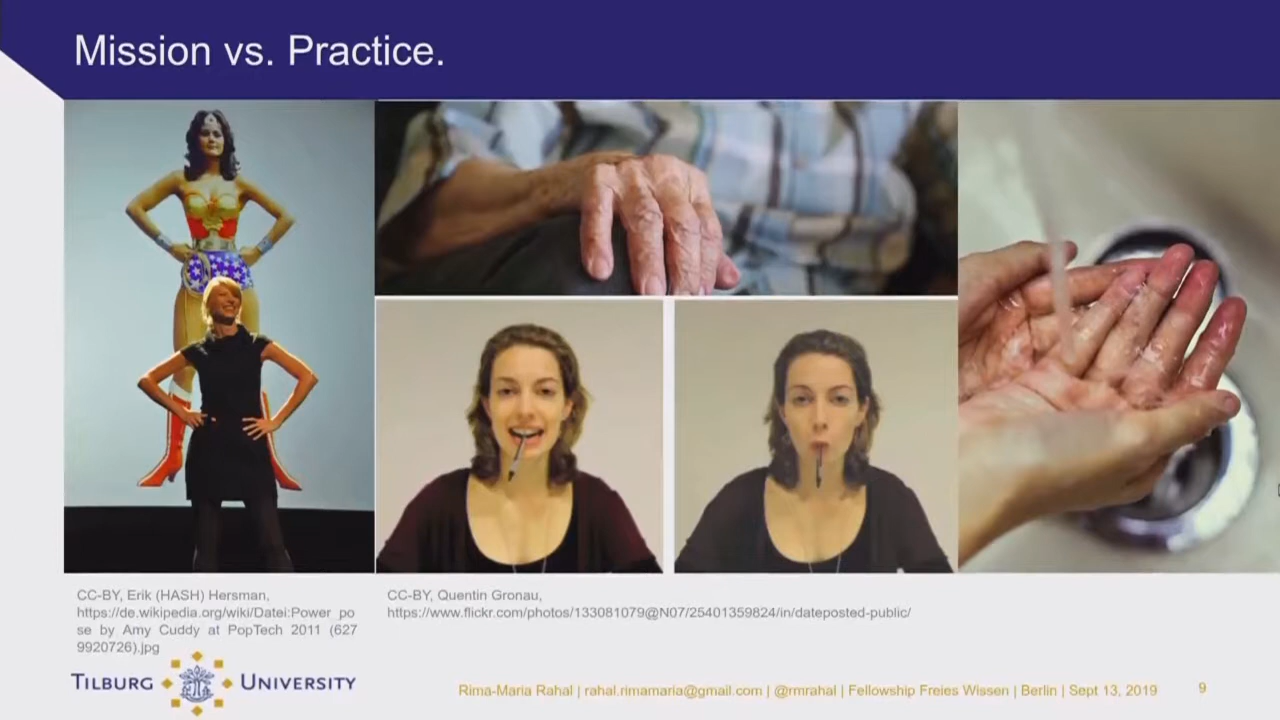 Mission vs. Practice.
CC-BY, Erik (HASH) Hersman,
https://de.wikipedia.org/wiki/Datei:Power_po
se by Amy Cuddy at PopTech 2011 (627
9920726).jpg
CC-BY, Quentin Gronau,
https://www.flickr.com/photos/133081079@N07/25401359824/in/dateposted-public/
TILBURG UNIVERSITY
Rima-Maria Rahal | rahal.rimamaria@gmail.com | @rmrahal | Fellowship Freies Wissen | Berlin | Sept 13, 2019
9